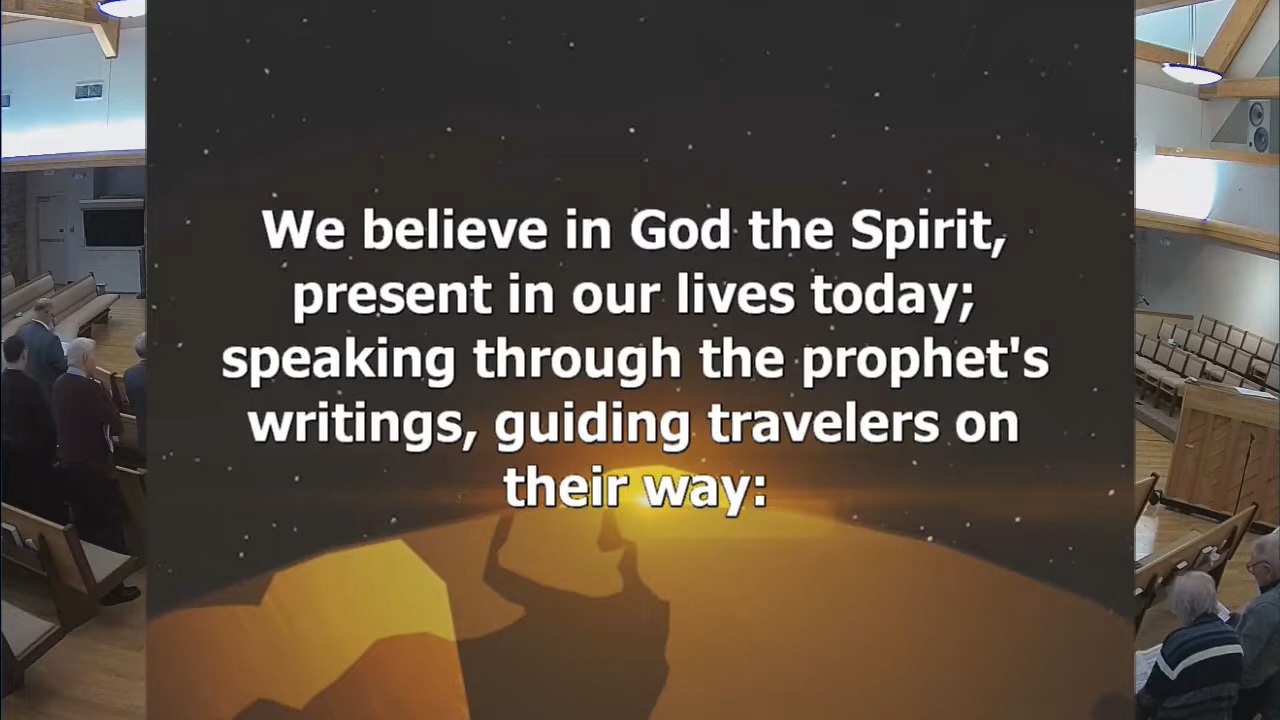 We believe in God the Spirit,
present in our lives today;
speaking through the prophet's
writings, guiding travelers on
their way: